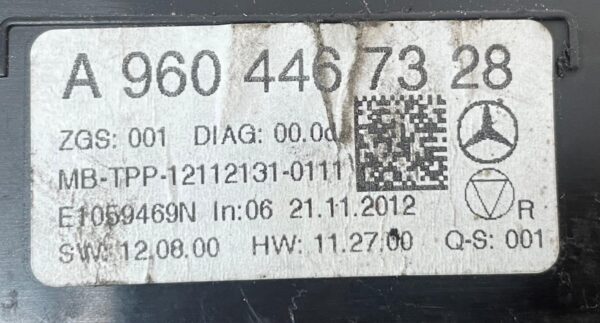 A 960 446 73 28
ZGS: 001 DIAG: 00.0d
MB-TPP-12112131-0111
E1059469N In:06 21.11.2012
R
SW: 12.08.00 HW: 11.27.00 Q-S: 001